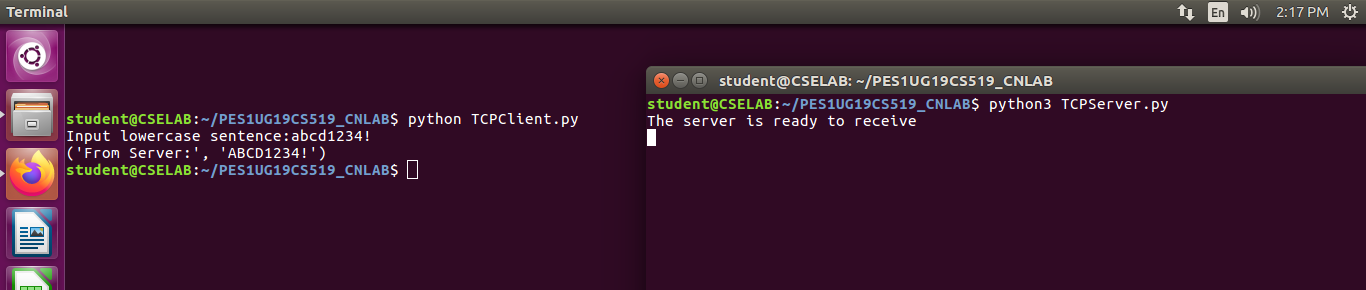 Terminal
En
2:17 PM
student@CSELAB:~/PES1UG19CS519_CNLAB$ python TCPClient.py
Input lowercase sentence:abcd1234!
('From Server:', 'ABCD1234!')
student@CSELAB:~/PES1UG19CS519_CNLAB$
student@CSELAB: ~/PES1UG19CS519_CNLAB
student@CSELAB:~/PES1UG19CS519_CNLAB$ python3 TCPServer.py
The server is ready to receive